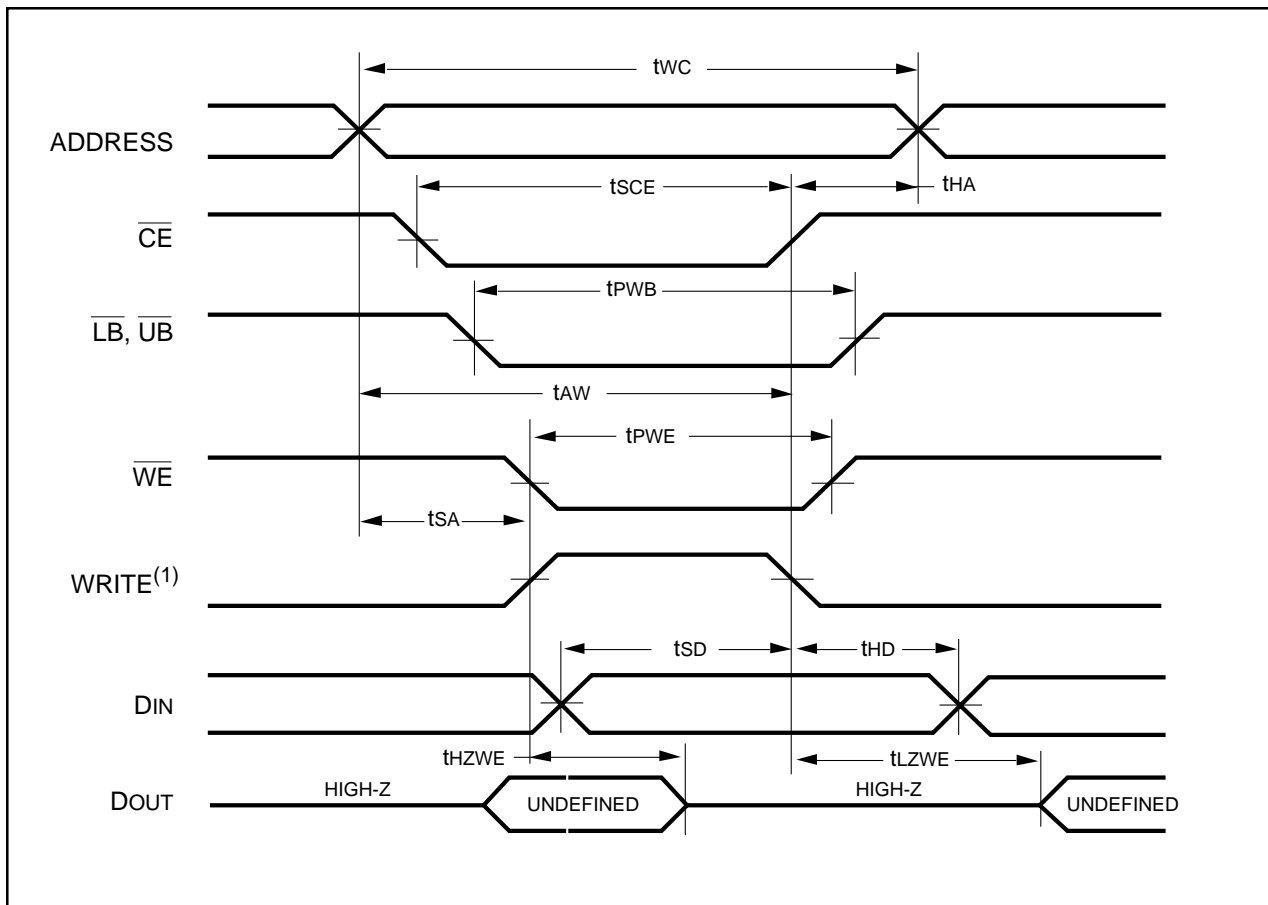 tWC
ADDRESS
tSCE
tHA
CE
tPWB
LB, UB
tAW
tPWE
WE
tSA
WRITE(1)
tSD
tHD
DIN
tHZWE
tLZWE
DOUT
HIGH-Z
UNDEFINED
HIGH-Z
UNDEFINED